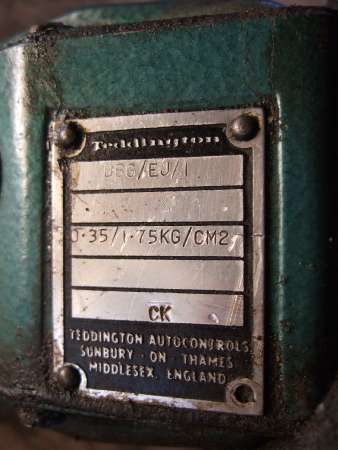 Teddington
0·35/1·75KG/CM2
CK
TEDDINGTON AUTOCONTROLS
SUNBURY - ON - THAMES
MIDDLESEX. ENGLAND